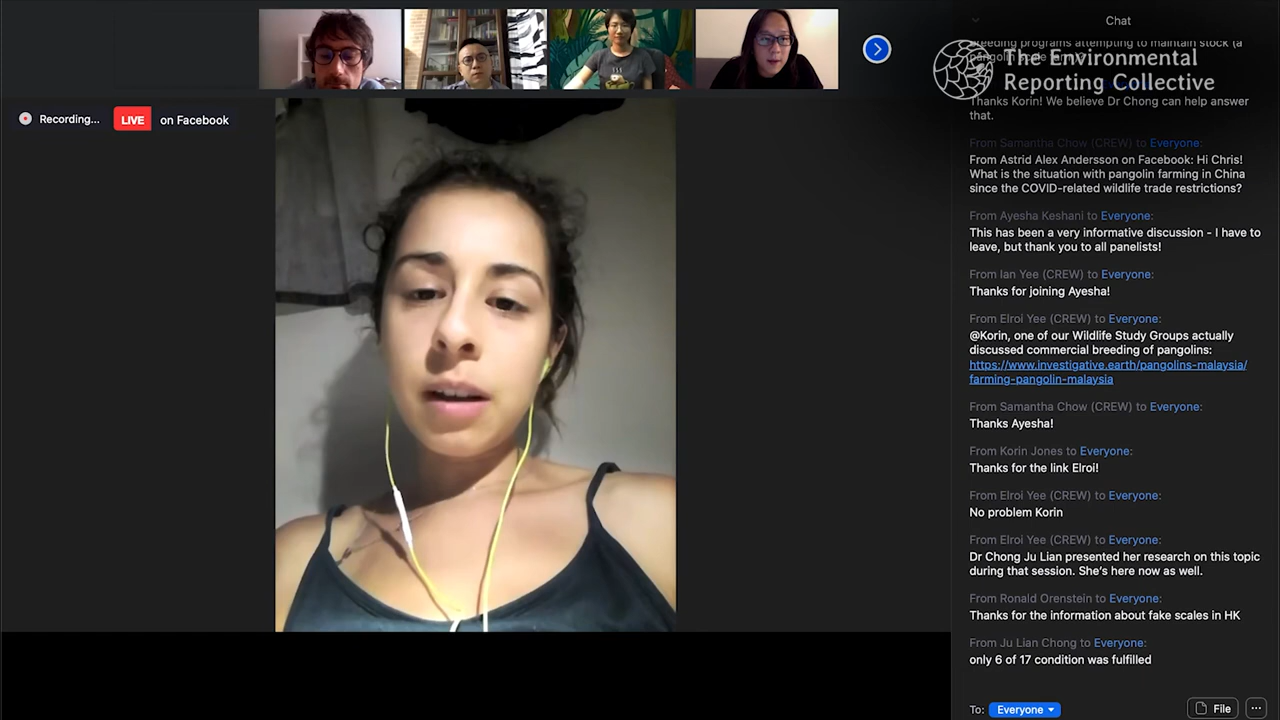 Recording...
LIVE
on Facebook
Chat
breeding programs attempting to maintain stock (a
pangolin
The Environmental
Reporting Collective
Thanks Korin! We believe Dr Chong can help answer
that.
From Samantha Chow (CREW) to Everyone:
From Astrid Alex Andersson on Facebook: Hi Chris!
What is the situation with pangolin farming in China
since the COVID-related wildlife trade restrictions?
From Ayesha Keshani to Everyone:
This has been a very informative discussion - I have to
leave, but thank you to all panelists!
From Ian Yee (CREW) to Everyone:
Thanks for joining Ayesha!
From Elroi Yee (CREW) to Everyone:
@Korin, one of our Wildlife Study Groups actually
discussed commercial breeding of pangolins:
https://www.investigative.earth/pangolins-malaysia/
farming-pangolin-malaysia
From Samantha Chow (CREW) to Everyone:
Thanks Ayesha!
From Korin Jones to Everyone:
Thanks for the link Elroi!
From Elroi Yee (CREW) to Everyone:
No problem Korin
From Elroi Yee (CREW) to Everyone:
Dr Chong Ju Lian presented her research on this topic
during that session. She's here now as well.
From Ronald Orenstein to Everyone:
Thanks for the information about fake scales in HK
From Ju Lian Chong to Everyone:
only 6 of 17 condition was fulfilled
To: Everyone
File